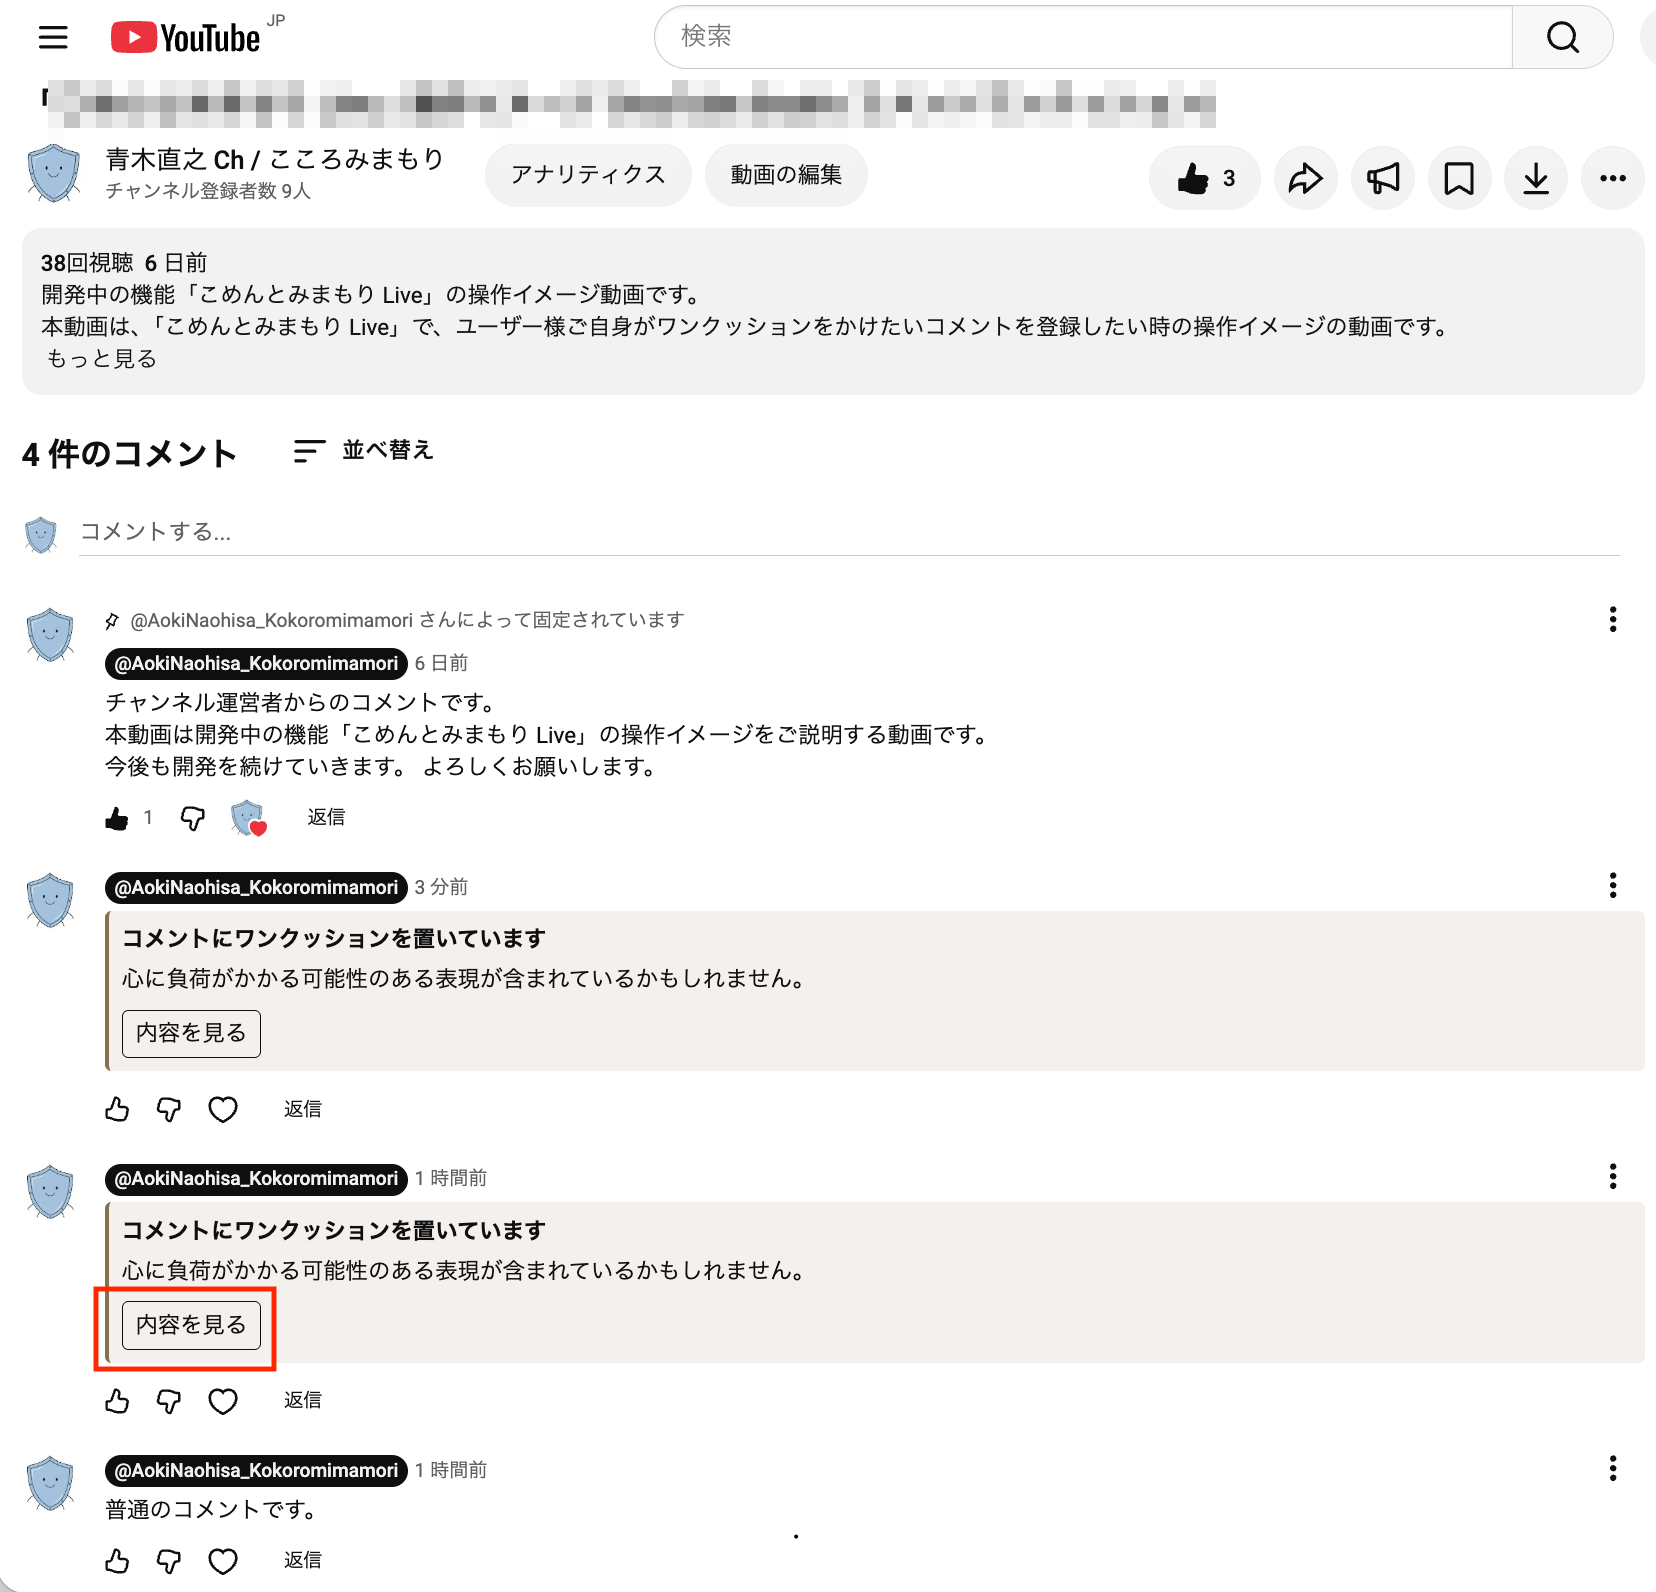 YouTube JP
検索
青木直之 Ch / こころみまもり
チャンネル登録者数 9人
アナリティクス
動画の編集
3
38回視聴 6 日前
開発中の機能「こめんとみまもり Live」の操作イメージ動画です。
本動画は、「こめんとみまもり Live」で、ユーザー様ご自身がワンクッションをかけたいコメントを登録したい時の操作イメージの動画です。
もっと見る
4 件のコメント
並べ替え
コメントする...
@AokiNaohisa_Kokoromimamori さんによって固定されています
@AokiNaohisa_Kokoromimamori 6 日前
チャンネル運営者からのコメントです。
本動画は開発中の機能「こめんとみまもり Live」の操作イメージをご説明する動画です。
今後も開発を続けていきます。 よろしくお願いします。
1
返信
@AokiNaohisa_Kokoromimamori 3 分前
コメントにワンクッションを置いています
心に負荷がかかる可能性のある表現が含まれているかもしれません。
内容を見る
返信
@AokiNaohisa_Kokoromimamori 1 時間前
コメントにワンクッションを置いています
心に負荷がかかる可能性のある表現が含まれているかもしれません。
内容を見る
返信
@AokiNaohisa_Kokoromimamori 1 時間前
普通のコメントです。
返信